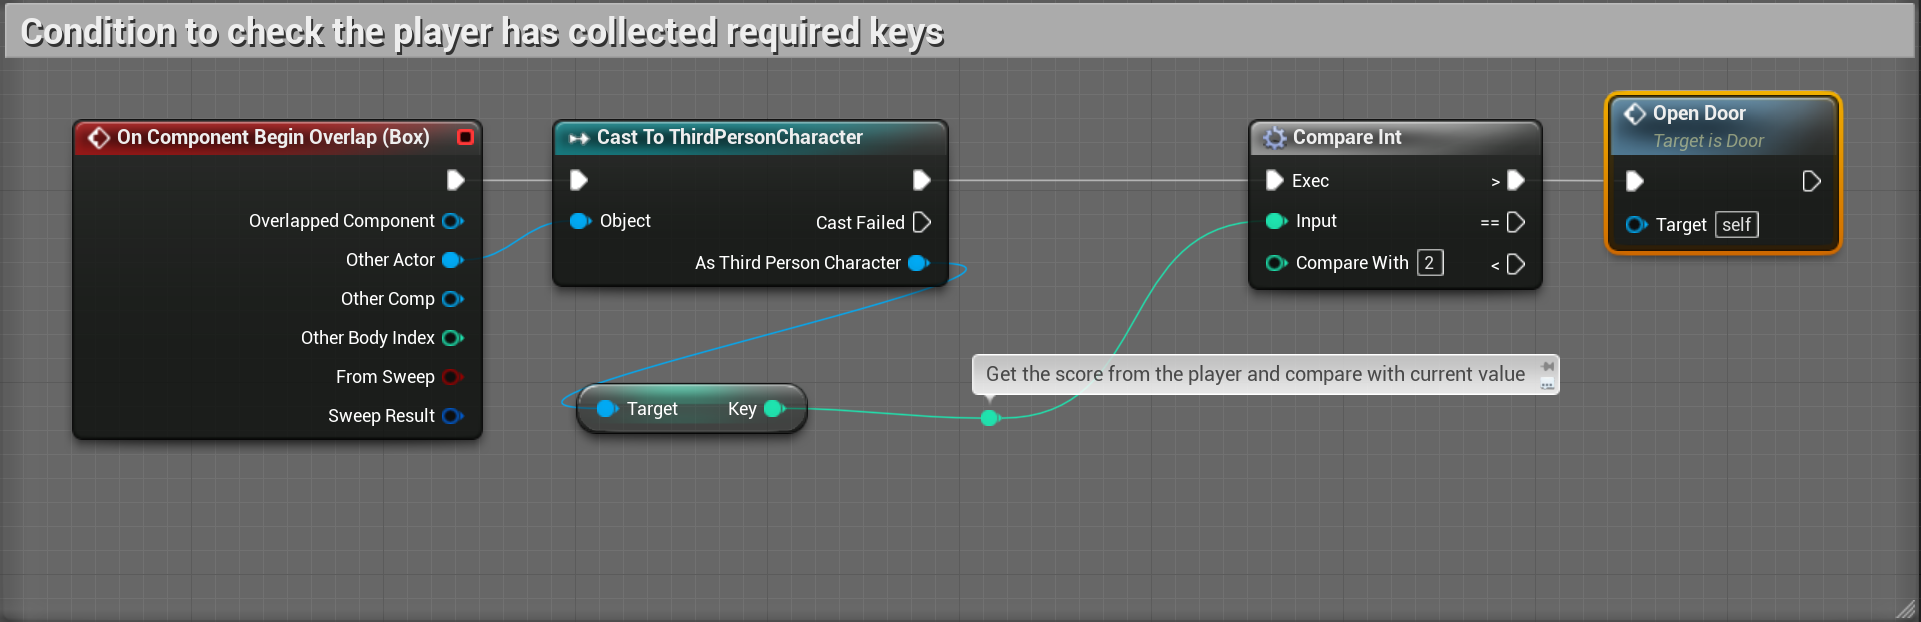 Condition to check the player has collected required keys
On Component Begin Overlap (Box)
Overlapped Component
Other Actor
Other Comp
Other Body Index
From Sweep
Sweep Result
Cast To ThirdPersonCharacter
Object
Cast Failed
As Third Person Character
Target Key
Get the score from the player and compare with current value
Compare Int
Exec >
Input ==
Compare With 2 <
Open Door
Target is Door
Target self